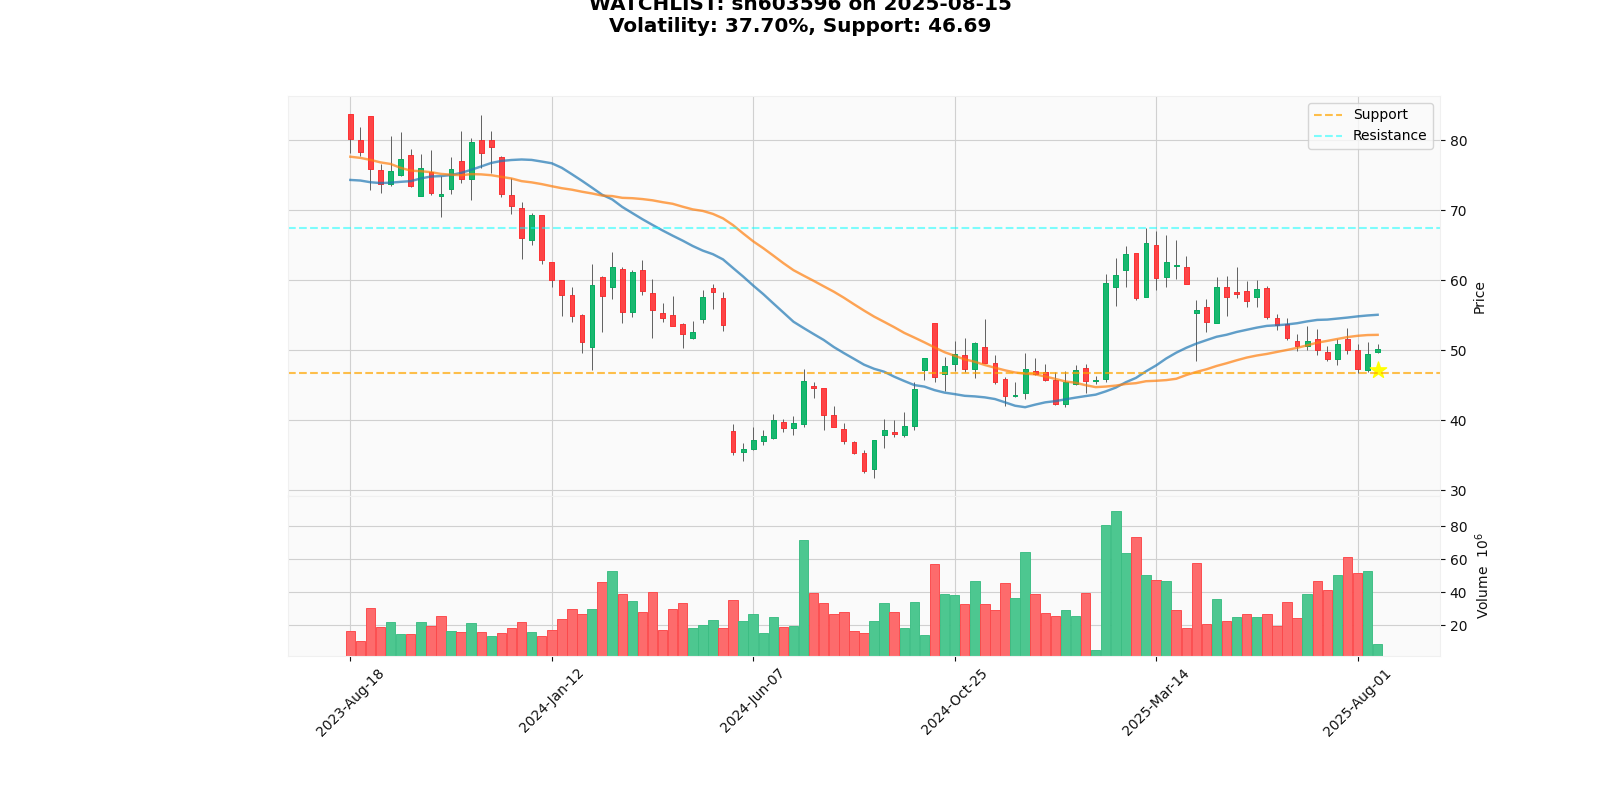 WATCHLIST: sh603596 on 2025-08-15
Volatility: 37.70%, Support: 46.69
Support
Resistance
80
70
60
50
40
30
Price
80
60
40
20
Volume 10^6
2023-Aug-18
2024-Jan-12
2024-Jun-07
2024-Oct-25
2025-Mar-14
2025-Aug-01